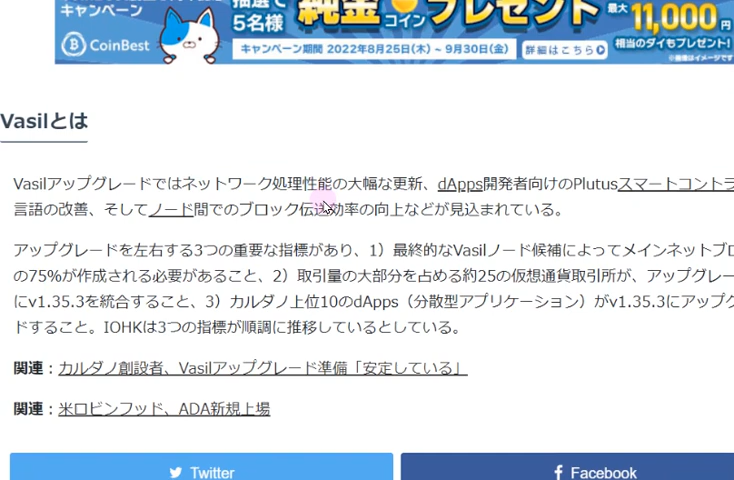 キャンペーン
抽選で
5名様
純金コインプレゼント
最大
11,000円
相当のダイもプレゼント!
※画像はイメージです
CoinBest
キャンペーン期間 2022年8月25日(木)~9月30日(金)
詳細はこちら
Vasilとは
Vasilアップグレードではネットワーク処理性能の大幅な更新、dApps開発者向けのPlutusスマートコントラ
言語の改善、そしてノード間でのブロック伝送効率の向上などが見込まれている。
アップグレードを左右する3つの重要な指標があり、1)最終的なVasilノード候補によってメインネットブロ
の75%が作成される必要があること、2)取引量の大部分を占める約25の仮想通貨取引所が、アップグレー
にv1.35.3を統合すること、3)カルダノ上位10のdApps(分散型アプリケーション)がv1.35.3にアップグ
ドすること。IOHKは3つの指標が順調に推移しているとしている。
関連:カルダノ創設者、Vasilアップグレード準備「安定している」
関連:米ロビンフッド、ADA新規上場
Twitter
Facebook